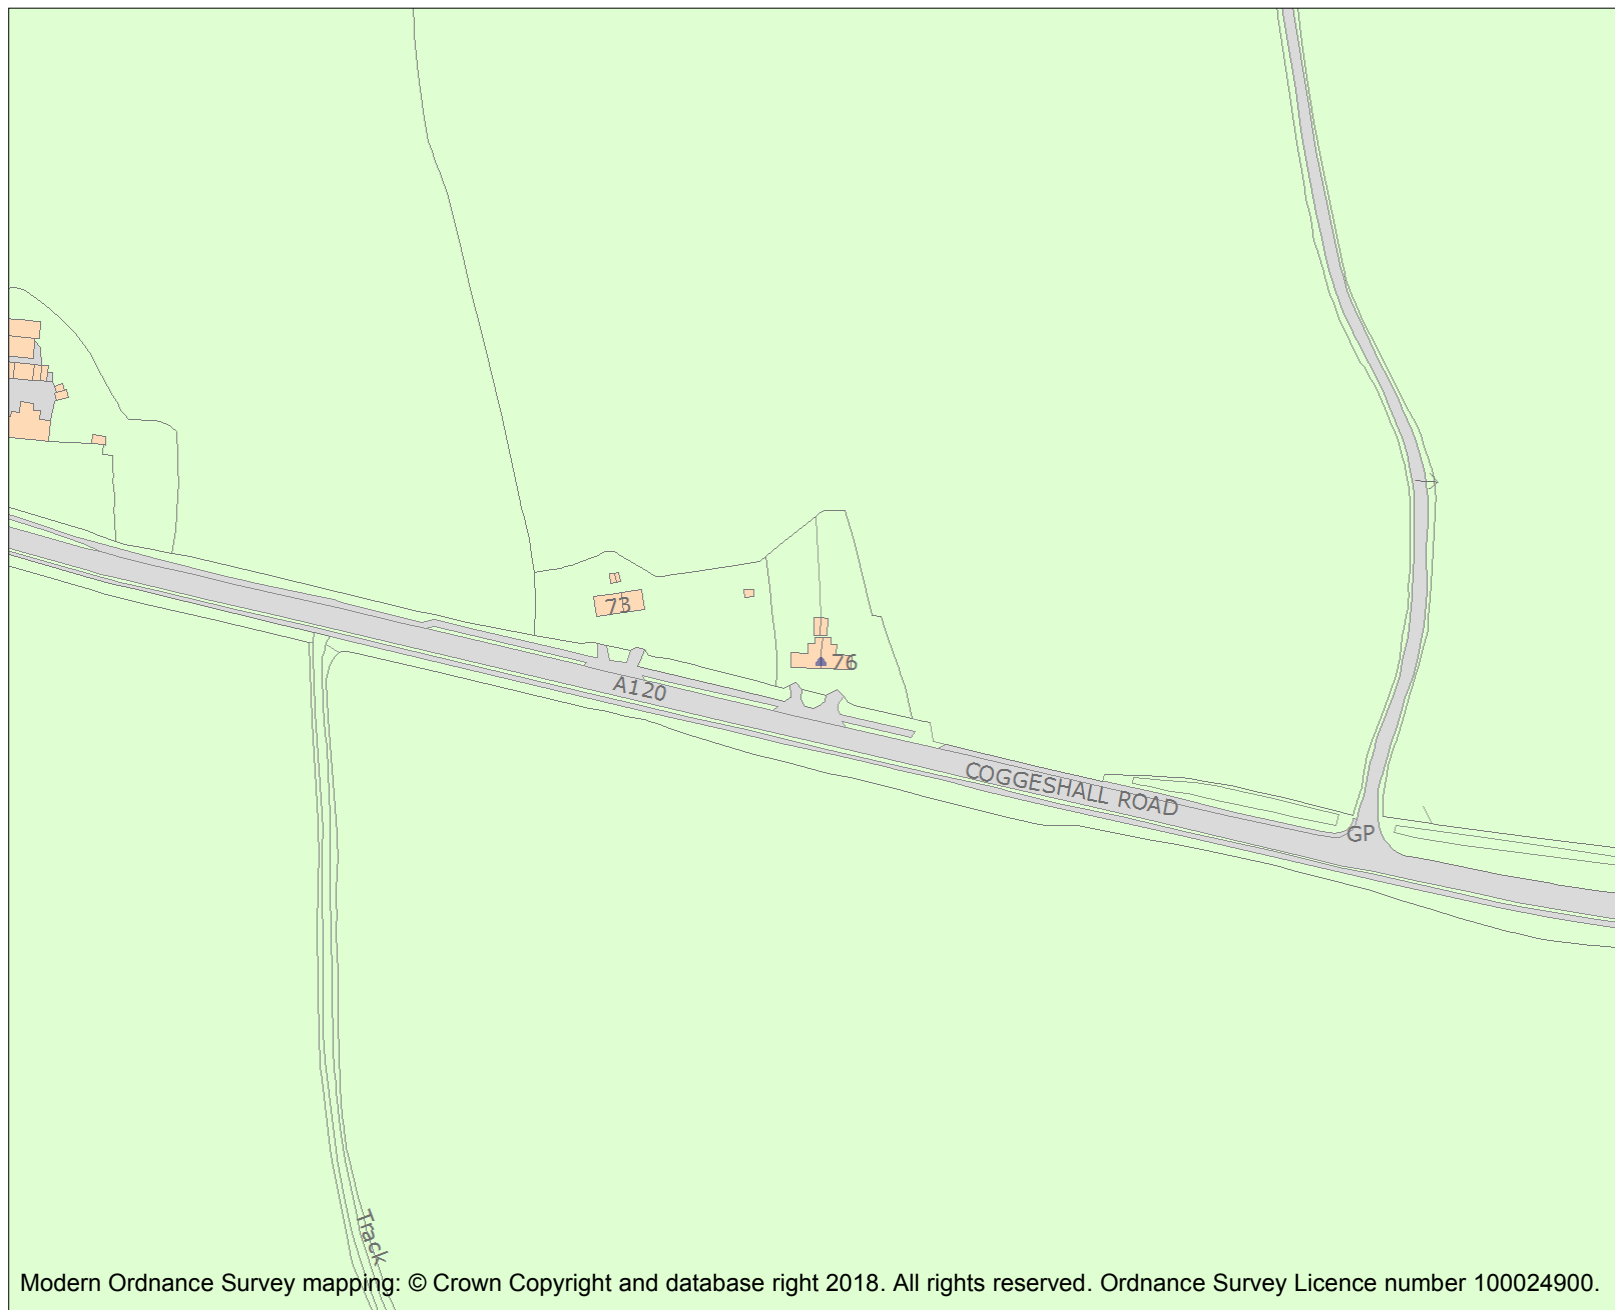 73
76
A120
COGGESHALL ROAD
GP
Track
Modern Ordnance Survey mapping: © Crown Copyright and database right 2018. All rights reserved. Ordnance Survey Licence number 100024900.